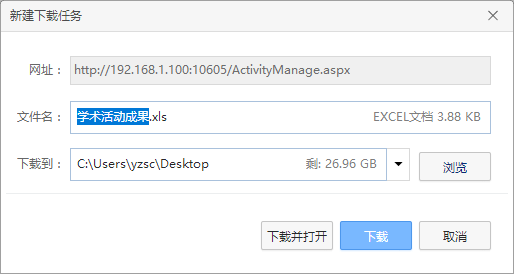 新建下载任务
网址： http://192.168.1.100:10605/ActivityManage.aspx
文件名： 学术活动成果.xls EXCEL文档 3.88 KB
下载到： C:\Users\yzsc\Desktop 剩: 26.96 GB 浏览
下载并打开 下载 取消